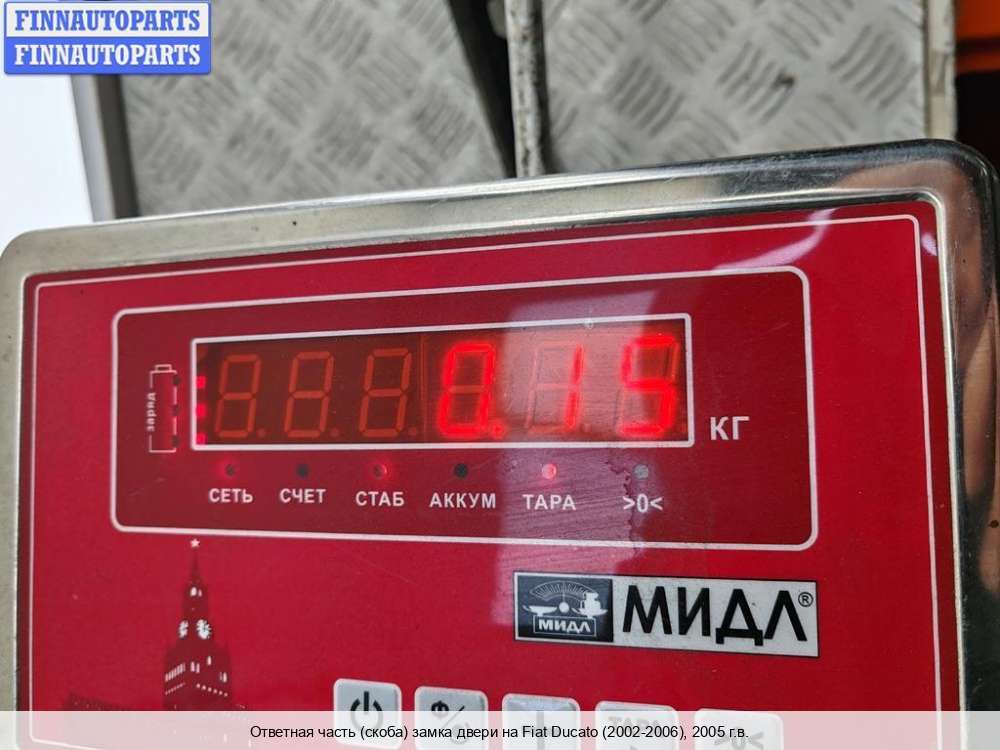 FINNAUTOPARTS
FINNAUTOPARTS
заряд
0.15
КГ
СЕТЬ СЧЕТ СТАБ АККУМ ТАРА >0<
МИДЛ
МИДЛ®
ТАРА
Ответная часть (скоба) замка двери на Fiat Ducato (2002-2006), 2005 г.в.